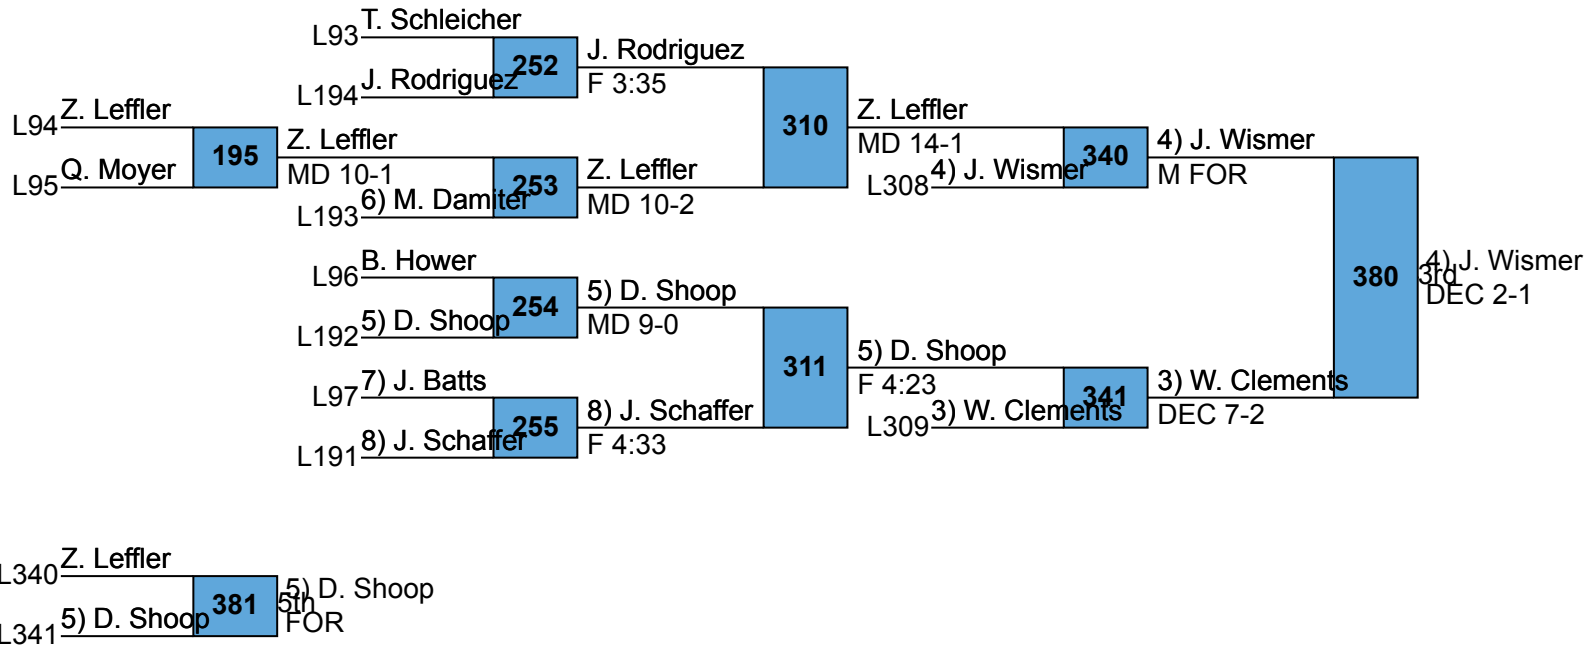 T. Schleicher
L93
252
J. Rodriguez
F 3:35
J. Rodriguez
L194
Z. Leffler
L94
195
Q. Moyer
L95
Z. Leffler
MD 10-1
253
6) M. Damiter
L193
Z. Leffler
MD 10-2
310
Z. Leffler
MD 14-1
340
4) J. Wismer
L308
4) J. Wismer
M FOR
B. Hower
L96
254
5) D. Shoop
L192
5) D. Shoop
MD 9-0
311
7) J. Batts
L97
255
8) J. Schaffer
L191
8) J. Schaffer
F 4:33
5) D. Shoop
F 4:23
341
3) W. Clements
L309
3) W. Clements
DEC 7-2
380
3rd
4) J. Wismer
DEC 2-1
Z. Leffler
L340
381
5) D. Shoop
L341
5th
5) D. Shoop
FOR